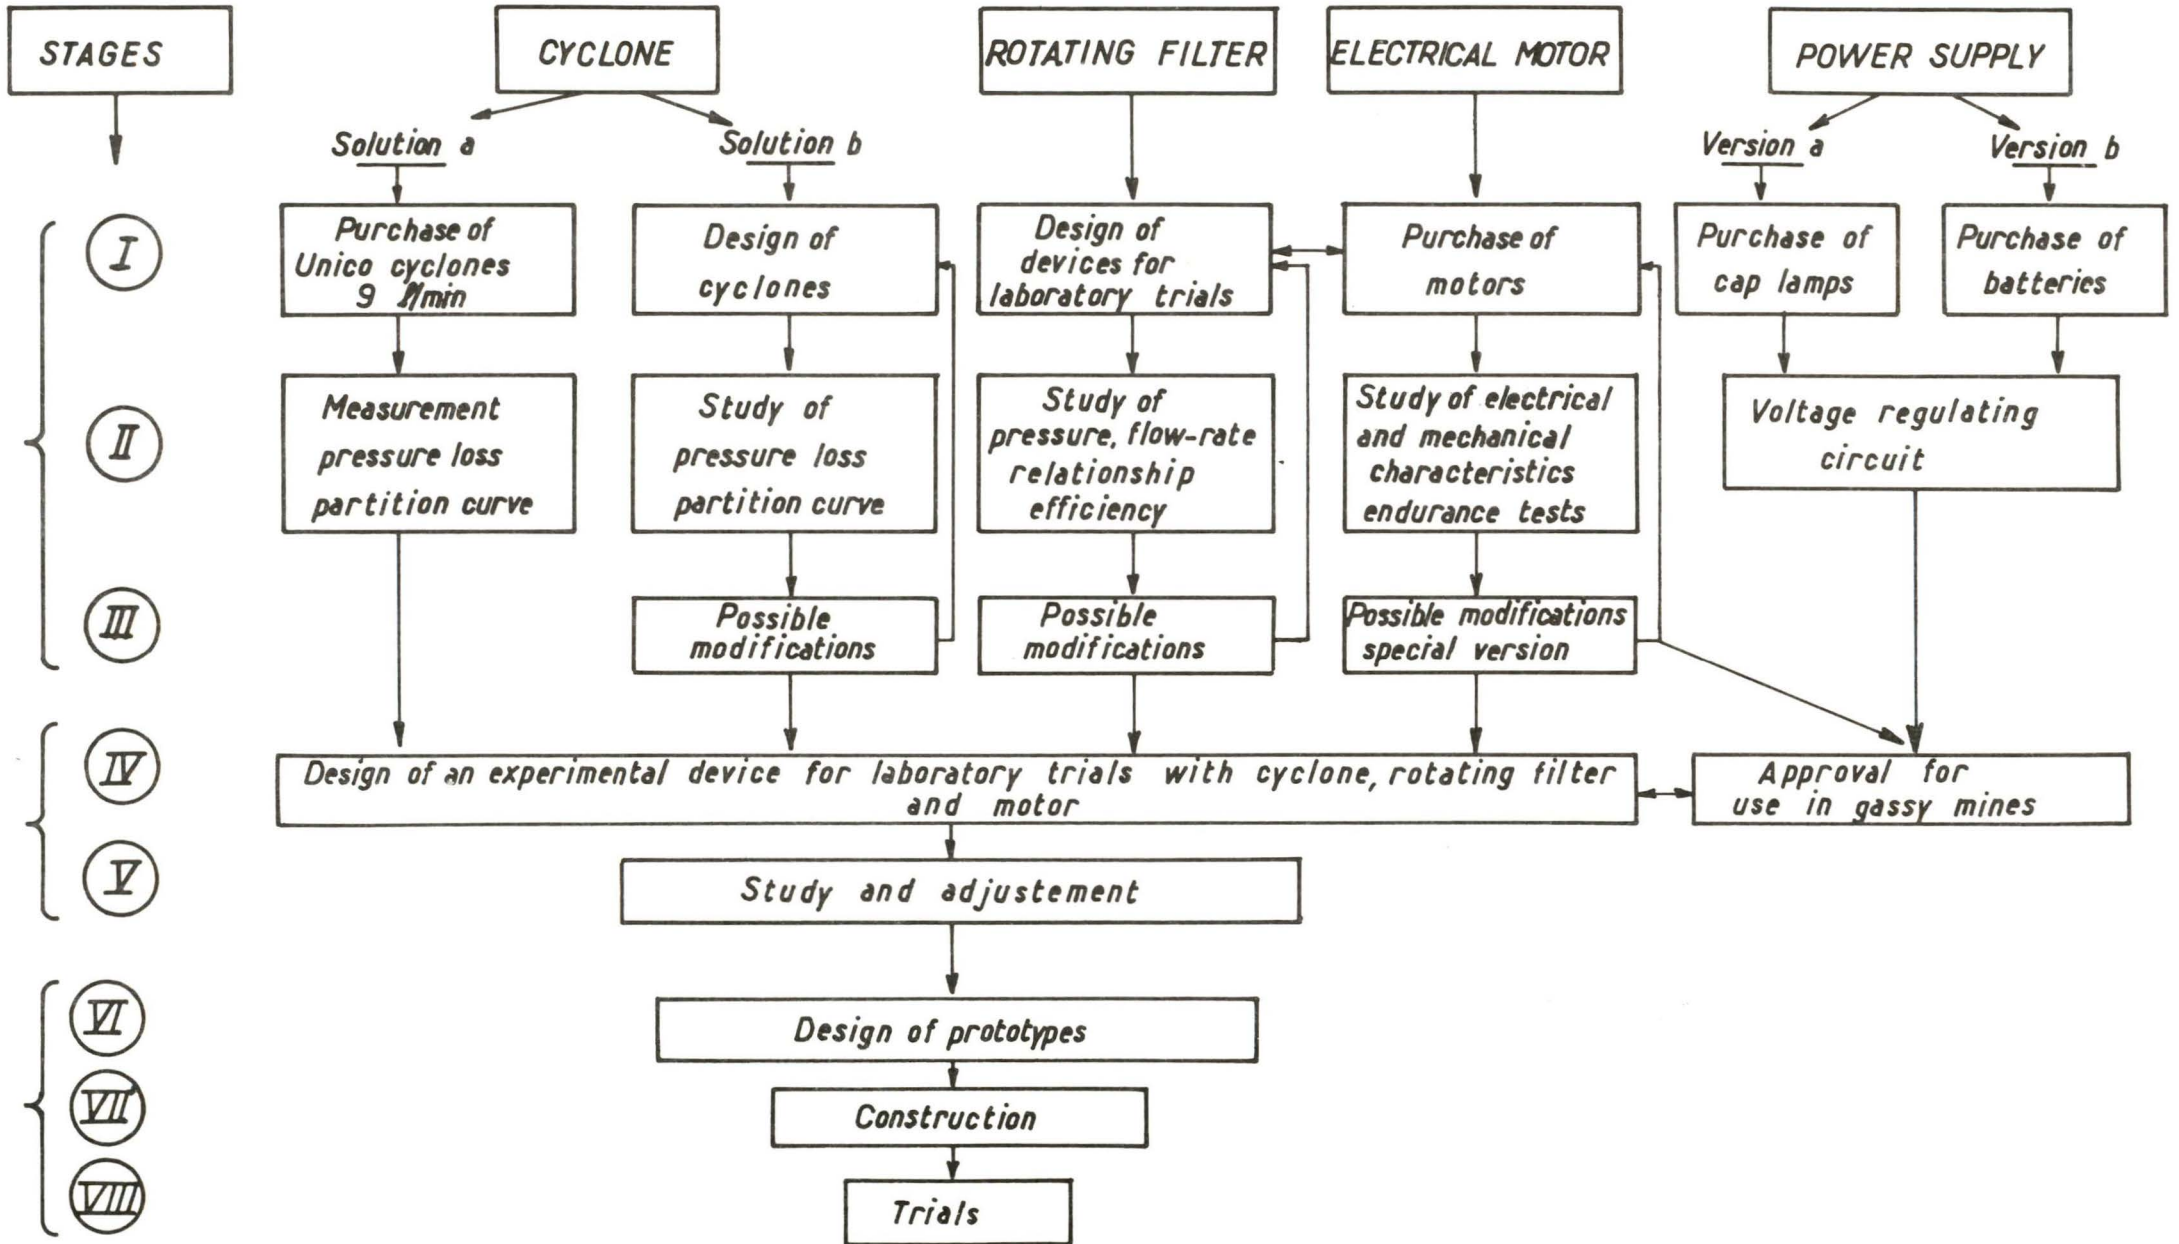 STAGES
CYCLONE
ROTATING FILTER
ELECTRICAL MOTOR
POWER SUPPLY
Solution a
Solution b
Version a
Version b
I
Purchase of
Unico cyclones
9 l/min
Design of
cyclones
Design of
devices for
laboratory trials
Purchase of
motors
Purchase of
cap lamps
Purchase of
batteries
II
Measurement
pressure loss
partition curve
Study of
pressure loss
partition curve
Study of
pressure, flow-rate
relationship
efficiency
Study of electrical
and mechanical
characteristics
endurance tests
Voltage regulating
circuit
III
Possible
modifications
Possible
modifications
Possible modifications
special version
IV
Design of an experimental device for laboratory trials with cyclone, rotating filter
and motor
Approval for
use in gassy mines
V
Study and adjustement
VI
Design of prototypes
VII
Construction
VIII
Trials